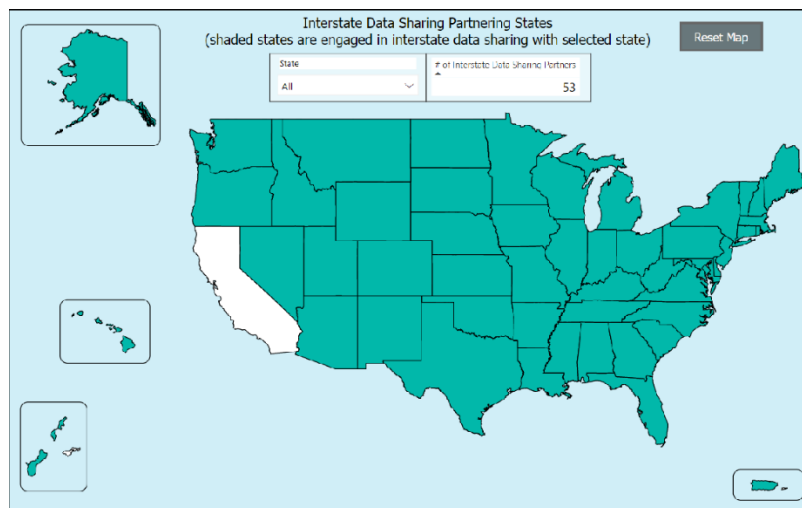 Interstate Data Sharing Partnering States
(shaded states are engaged in interstate data sharing with selected state)
Reset Map
State
All
# of Interstate Data Sharing Partners
53